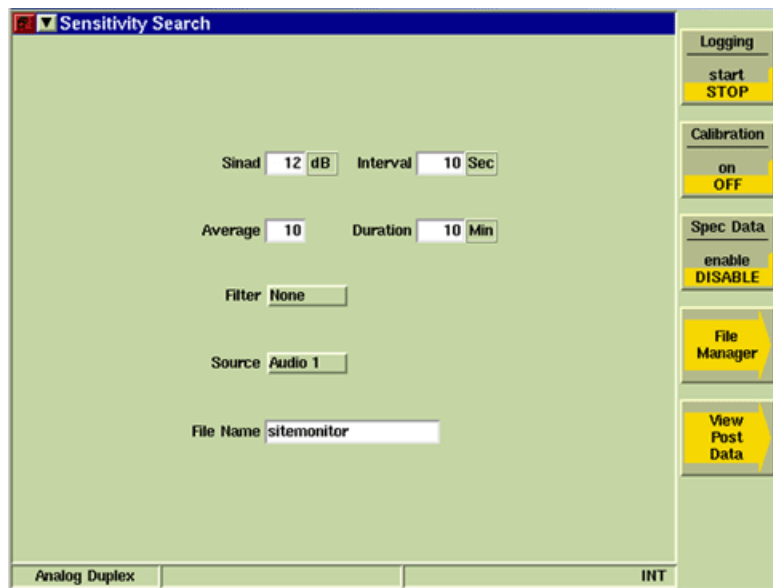 Sensitivity Search
Sinad 12 dB Interval 10 Sec
Average 10 Duration 10 Min
Filter None
Source Audio 1
File Name sitemonitor
Logging
start
STOP
Calibration
on
OFF
Spec Data
enable
DISABLE
File
Manager
View
Post
Data
Analog Duplex INT